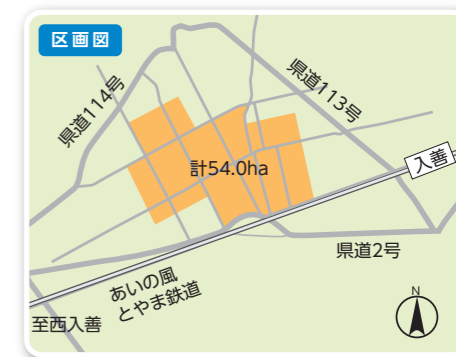 区画図
県道114号
県道113号
計54.0ha
入善
県道2号
あいの風
とやま鉄道
至西入善
N